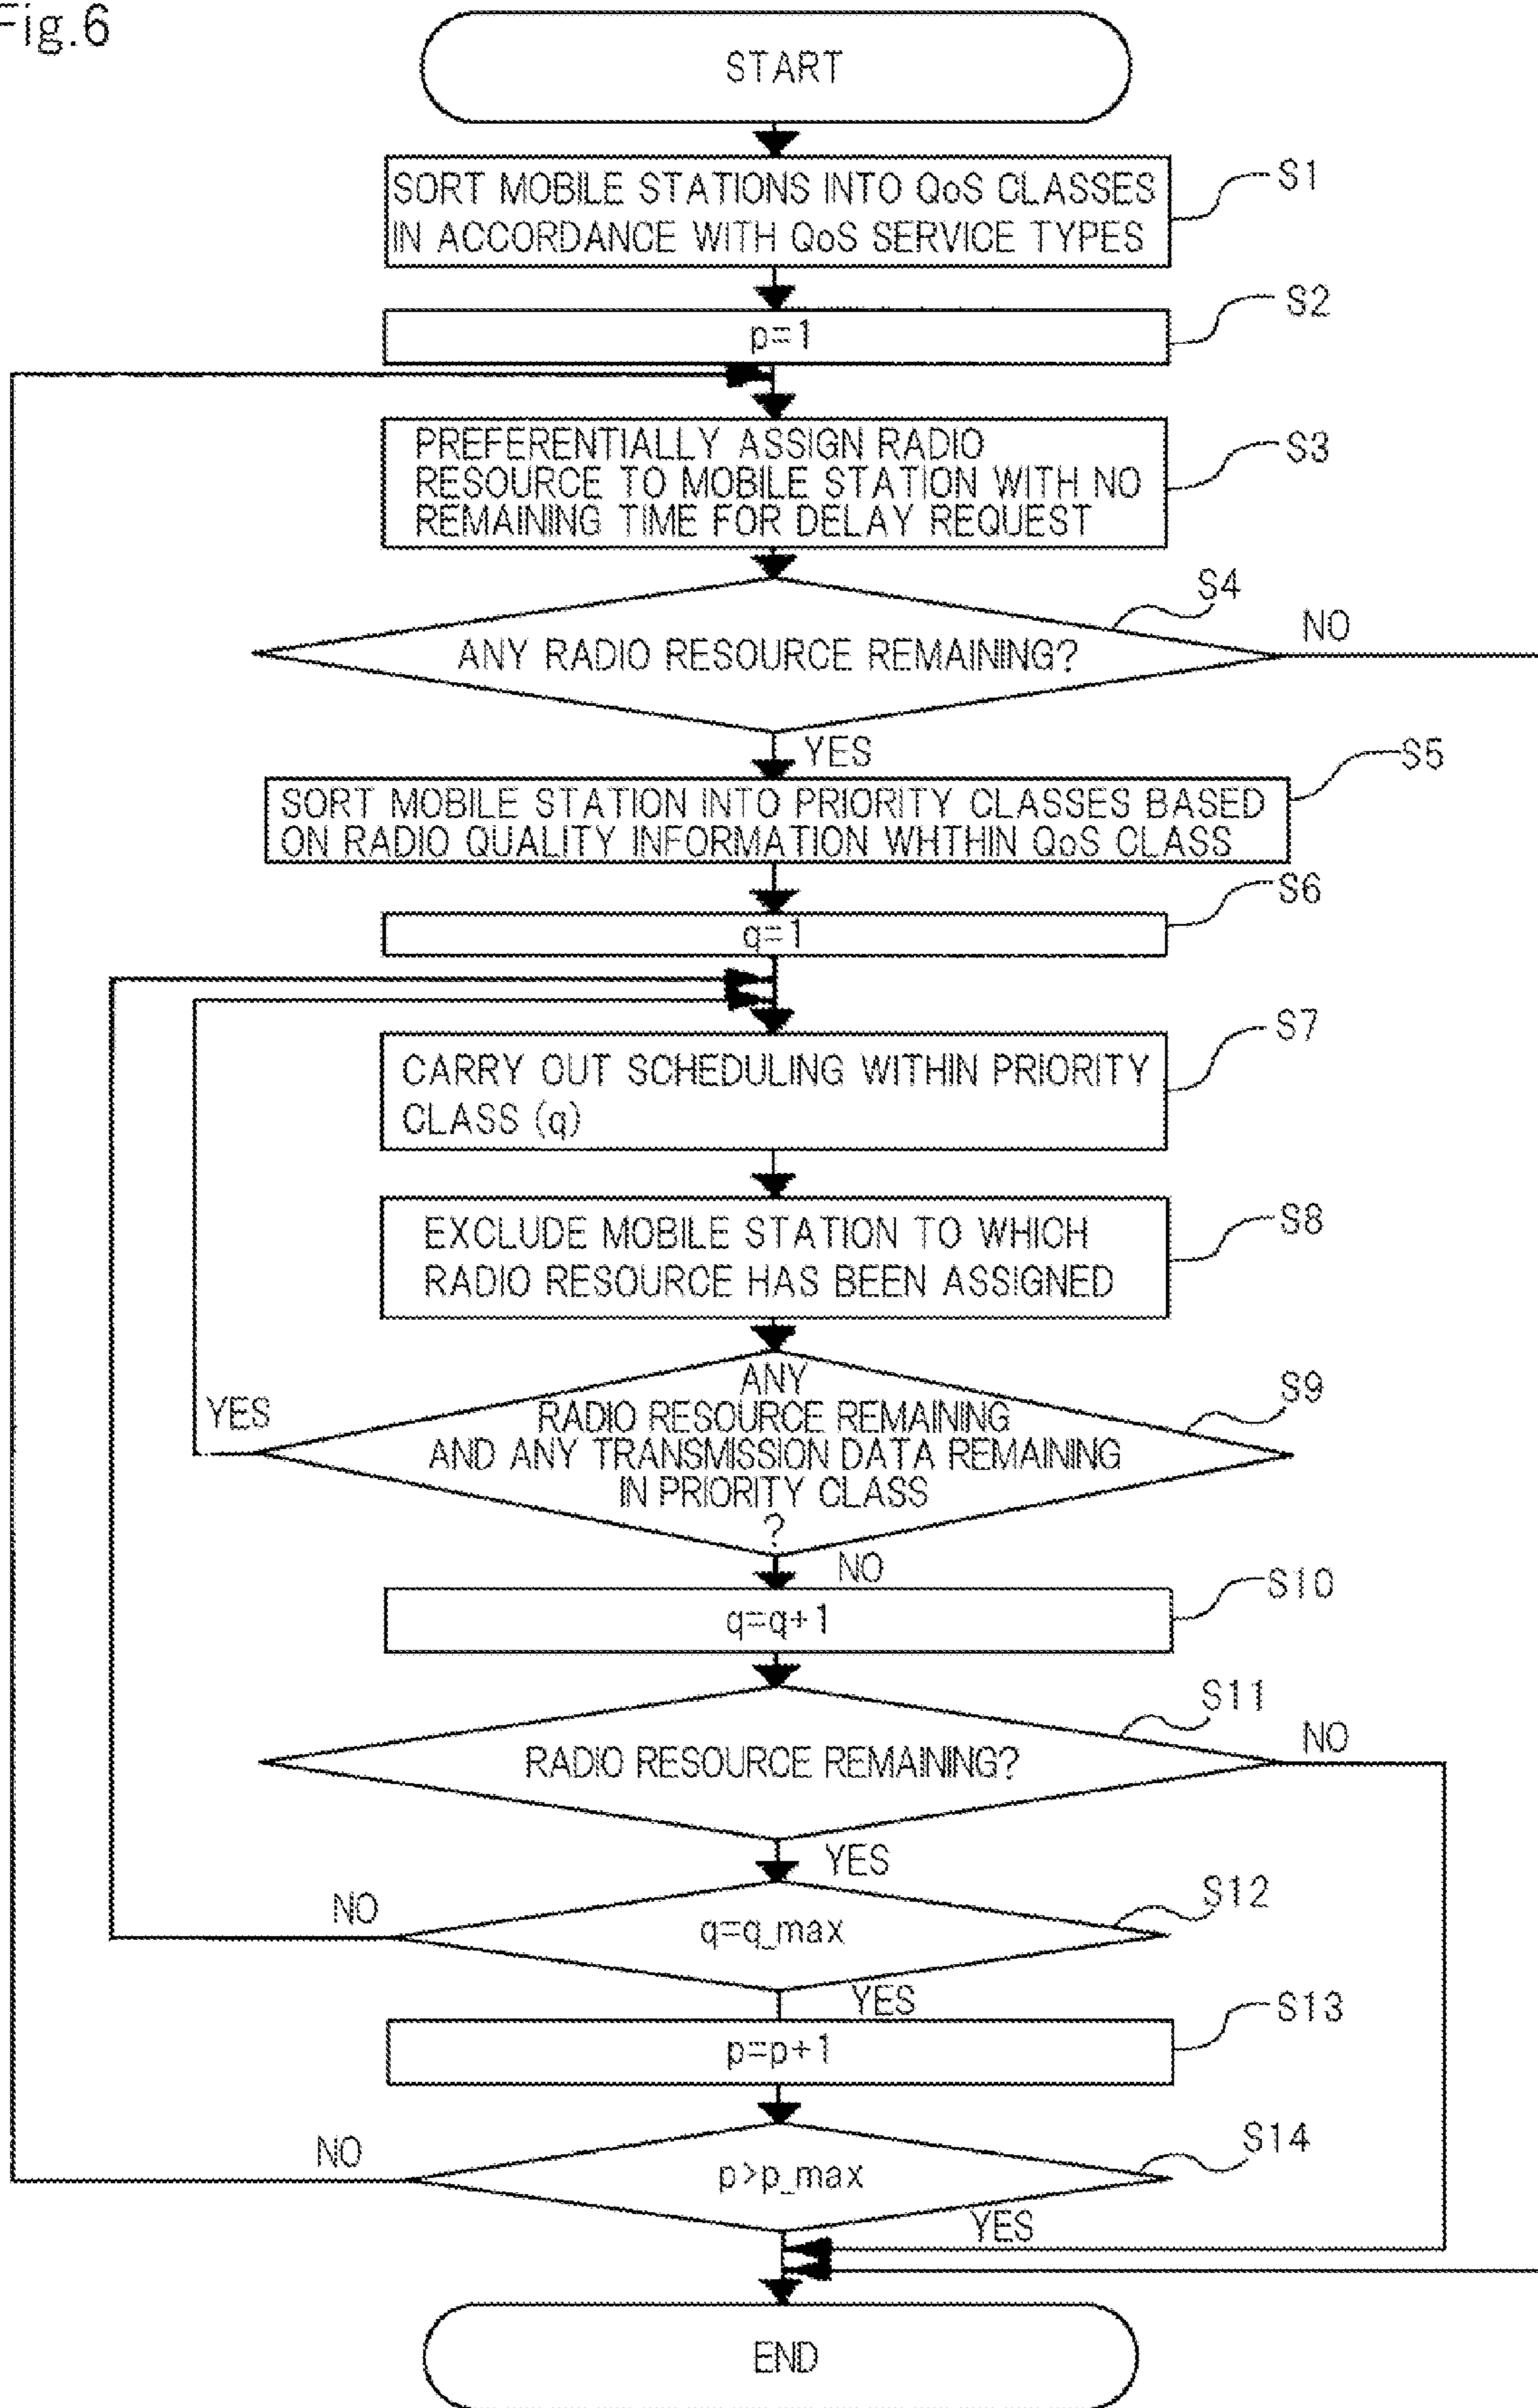 Fig.6
START
SORT MOBILE STATIONS INTO QoS CLASSES
IN ACCORDANCE WITH QoS SERVICE TYPES
S1
p=1
S2
PREFERENTIALLY ASSIGN RADIO
RESOURCE TO MOBILE STATION WITH NO
REMAINING TIME FOR DELAY REQUEST
S3
ANY RADIO RESOURCE REMAINING?
S4
NO
YES
SORT MOBILE STATION INTO PRIORITY CLASSES BASED
ON RADIO QUALITY INFORMATION WHTHIN QoS CLASS
S5
q=1
S6
CARRY OUT SCHEDULING WITHIN PRIORITY
CLASS (q)
S7
EXCLUDE MOBILE STATION TO WHICH
RADIO RESOURCE HAS BEEN ASSIGNED
S8
ANY
RADIO RESOURCE REMAINING
AND ANY TRANSMISSION DATA REMAINING
IN PRIORITY CLASS
?
S9
YES
NO
q=q+1
S10
RADIO RESOURCE REMAINING?
S11
NO
YES
q=q_max
S12
NO
YES
p=p+1
S13
p>p_max
S14
NO
YES
END